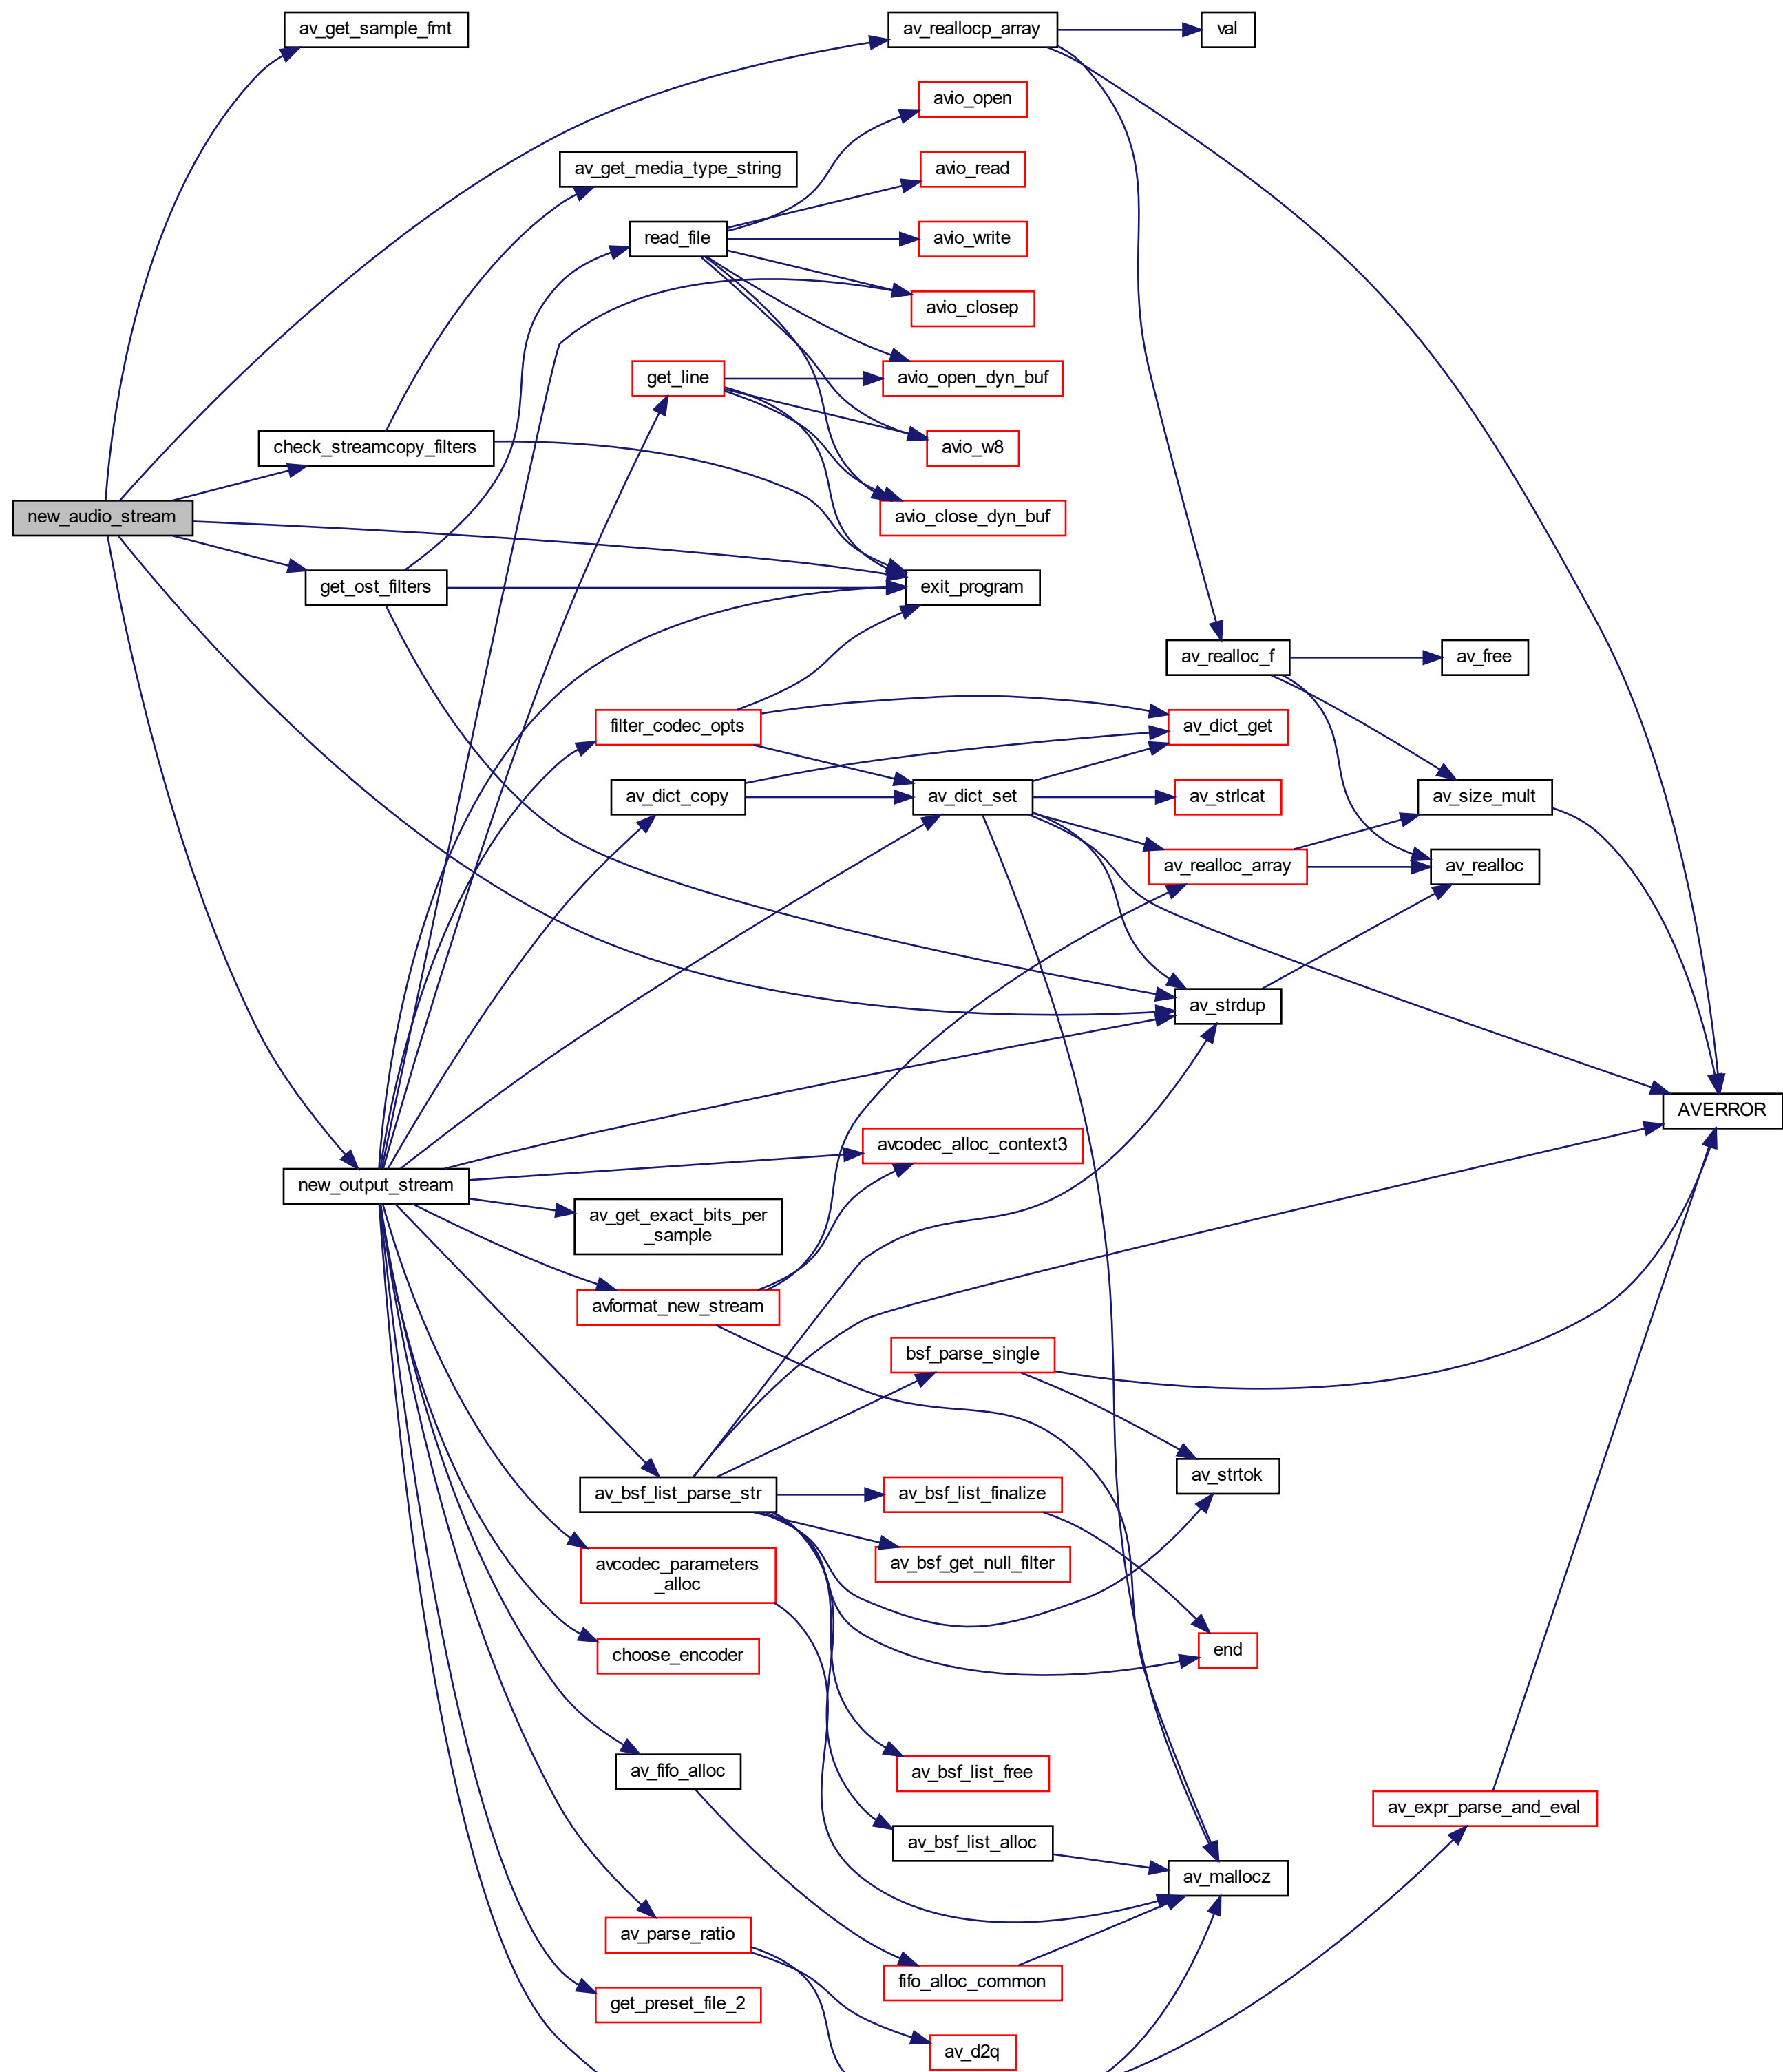 av_get_sample_fmt
av_reallocp_array
val
avio_open
av_get_media_type_string
avio_read
read_file
avio_write
avio_closep
get_line
avio_open_dyn_buf
check_streamcopy_filters
avio_w8
new_audio_stream
avio_close_dyn_buf
get_ost_filters
exit_program
av_realloc_f
av_free
filter_codec_opts
av_dict_get
av_dict_copy
av_dict_set
av_strlcat
av_size_mult
av_realloc_array
av_realloc
av_strdup
AVERROR
avcodec_alloc_context3
new_output_stream
av_get_exact_bits_per
_sample
avformat_new_stream
bsf_parse_single
av_strtok
av_bsf_list_parse_str
av_bsf_list_finalize
av_bsf_get_null_filter
avcodec_parameters
_alloc
end
choose_encoder
av_fifo_alloc
av_bsf_list_free
av_expr_parse_and_eval
av_bsf_list_alloc
av_mallocz
av_parse_ratio
fifo_alloc_common
get_preset_file_2
av_d2q